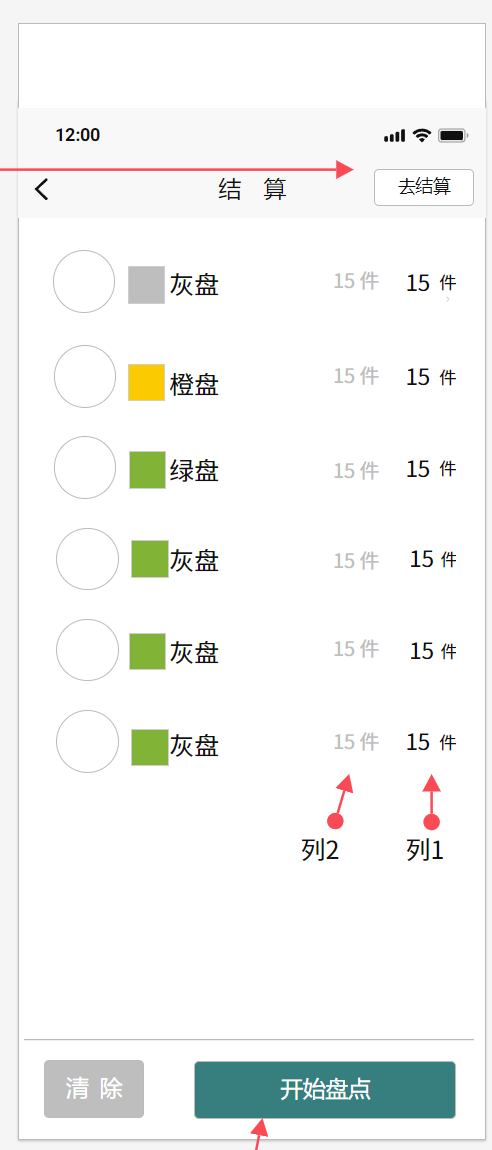 12:00
结 算
去结算
灰盘 15 件 15 件
橙盘 15 件 15 件
绿盘 15 件 15 件
灰盘 15 件 15 件
灰盘 15 件 15 件
灰盘 15 件 15 件
列2 列1
清 除
开始盘点